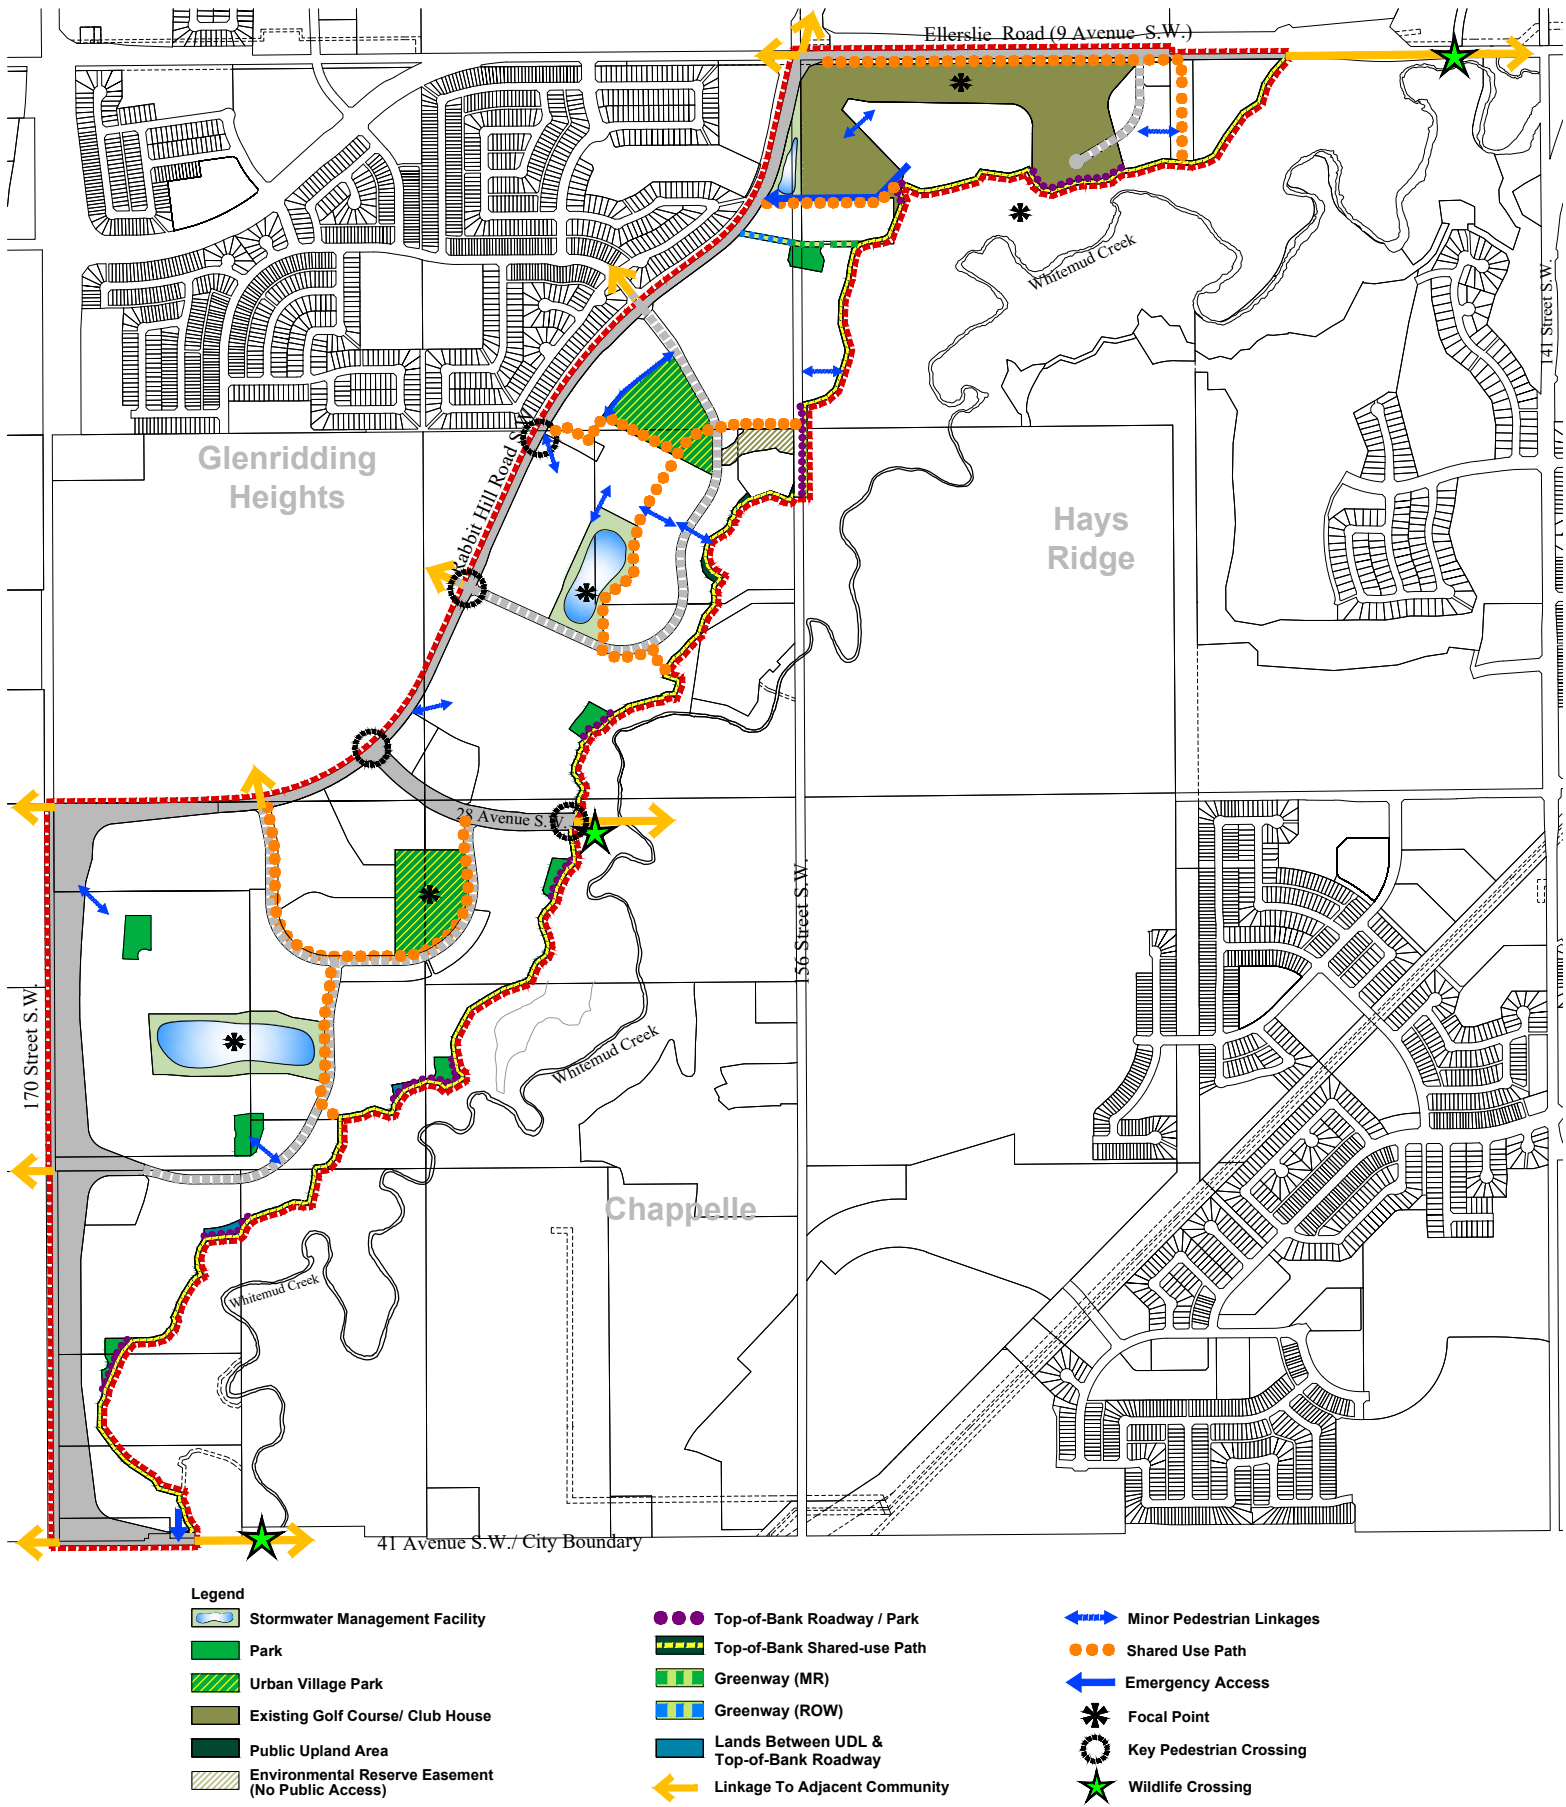 Ellerslie Road (9 Avenue S.W.)
Whitemud Creek
141 Street S.W.
Glenridding
Heights
Rabbit Hill Road S.W.
Hays
Ridge
28 Avenue S.W.
156 Street S.W.
170 Street S.W.
Whitemud Creek
Chappelle
Whitemud Creek
41 Avenue S.W./ City Boundary
Legend
Stormwater Management Facility
Park
Urban Village Park
Existing Golf Course/ Club House
Public Upland Area
Environmental Reserve Easement
(No Public Access)
Top-of-Bank Roadway / Park
Top-of-Bank Shared-use Path
Greenway (MR)
Greenway (ROW)
Lands Between UDL &
Top-of-Bank Roadway
Linkage To Adjacent Community
Minor Pedestrian Linkages
Shared Use Path
Emergency Access
Focal Point
Key Pedestrian Crossing
Wildlife Crossing